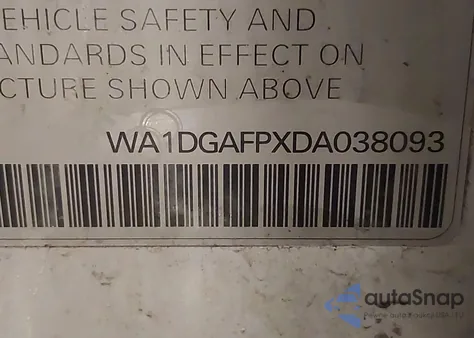 EHICLE SAFETY AND
ANDARDS IN EFFECT ON
CTURE SHOWN ABOVE
WA1DGAFPXDA038093
autoSnap